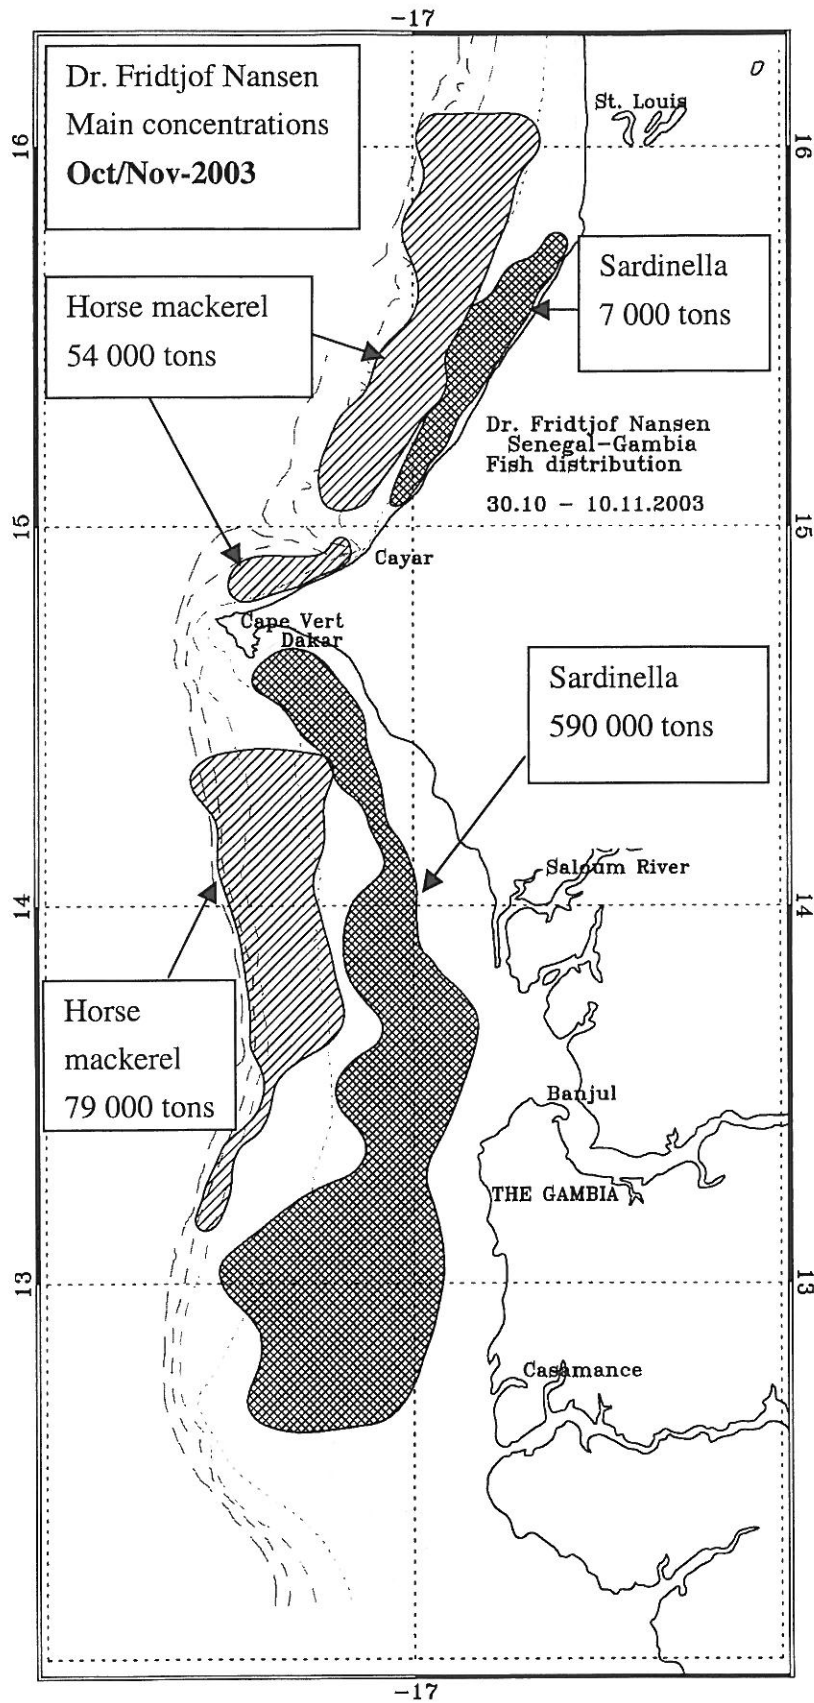 -17
Dr. Fridtjof Nansen
Main concentrations
Oct/Nov-2003
St. Louis
16
16
Sardinella
7 000 tons
Horse mackerel
54 000 tons
Dr. Fridtjof Nansen
Senegal-Gambia
Fish distribution
30.10 - 10.11.2003
15
15
Cayar
Cape Vert
Dakar
Sardinella
590 000 tons
Saloum River
14
14
Horse
mackerel
79 000 tons
Banjul
THE GAMBIA
13
13
Casamance
-17